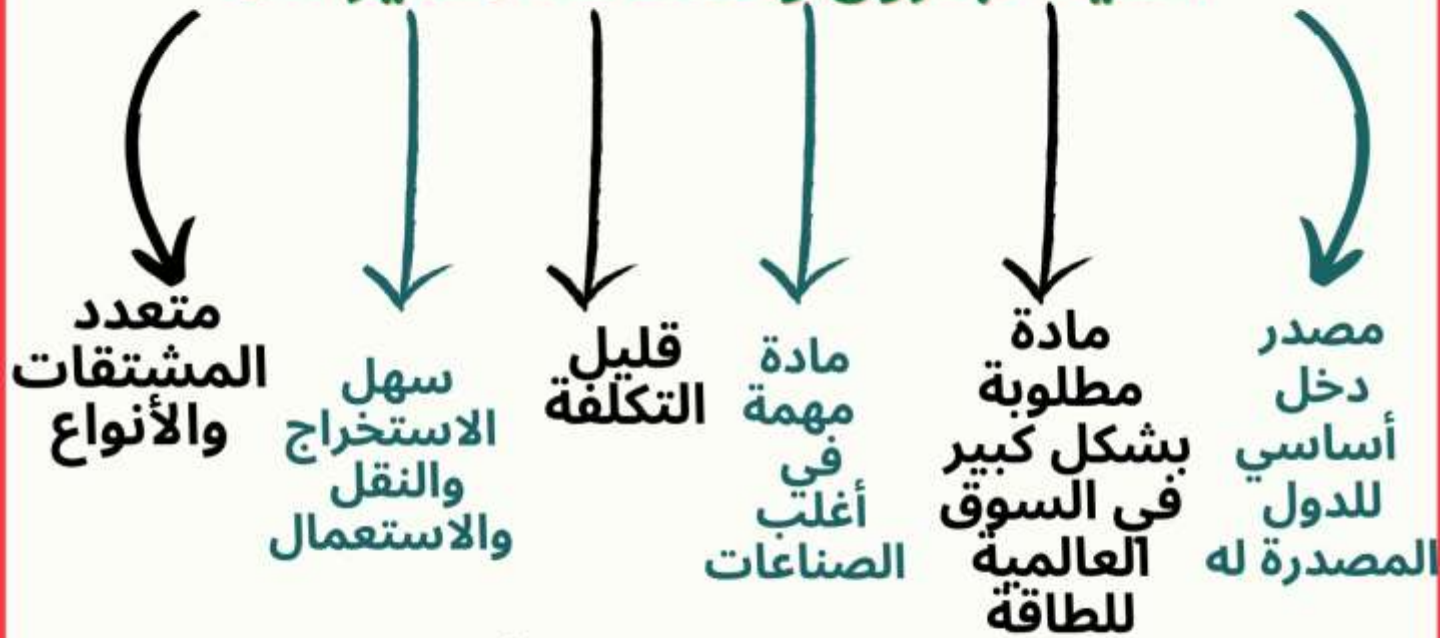 مصدر
دخل
أساسي
للدول
المصدرة له
مادة
مطلوبة
بشكل كبير
في السوق
العالمية
للطاقة
مادة
مهمة
في
أغلب
الصناعات
قليل
التكلفة
سهل
الاستخراج
والنقل
والاستعمال
متعدد
المشتقات
والأنواع